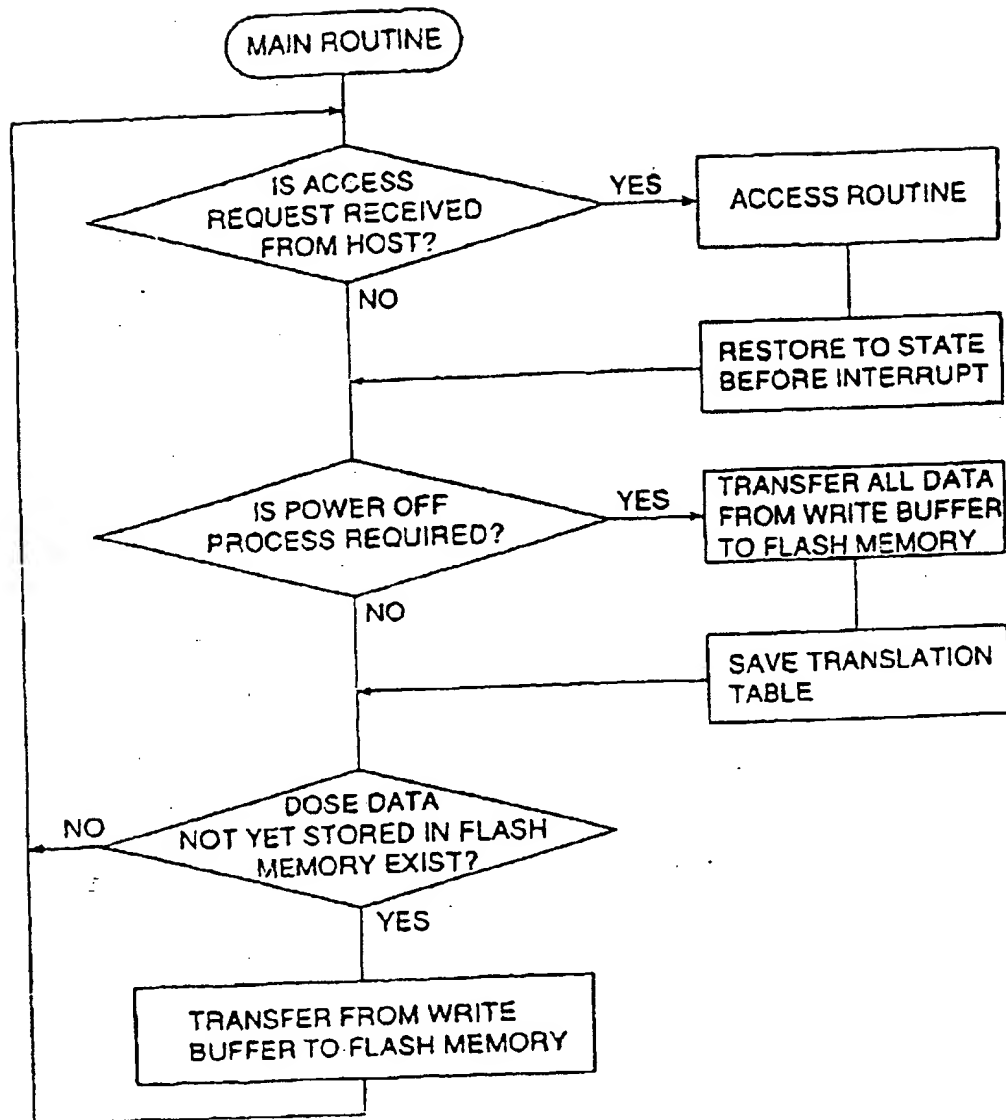 MAIN ROUTINE
IS ACCESS
REQUEST RECEIVED
FROM HOST?
YES
ACCESS ROUTINE
NO
RESTORE TO STATE
BEFORE INTERRUPT
IS POWER OFF
PROCESS REQUIRED?
YES
TRANSFER ALL DATA
FROM WRITE BUFFER
TO FLASH MEMORY
NO
SAVE TRANSLATION
TABLE
DOSE DATA
NOT YET STORED IN FLASH
MEMORY EXIST?
NO
YES
TRANSFER FROM WRITE
BUFFER TO FLASH MEMORY